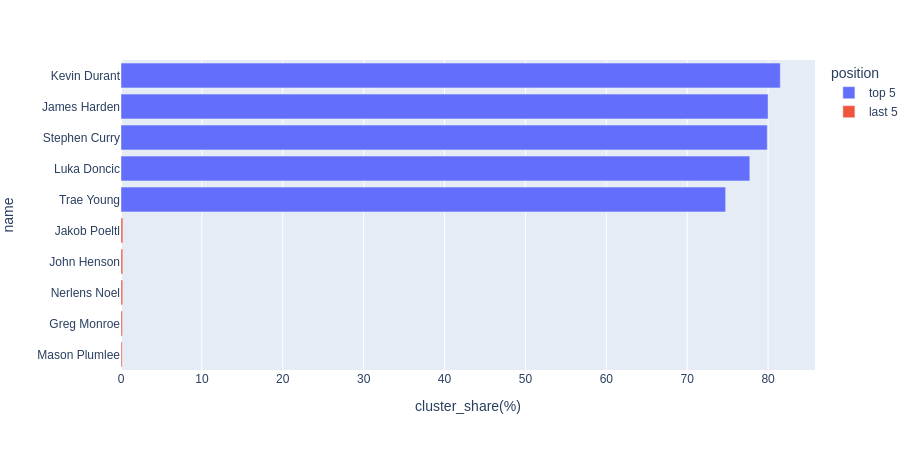 Kevin Durant
James Harden
Stephen Curry
Luka Doncic
Trae Young
Jakob Poeltl
John Henson
Nerlens Noel
Greg Monroe
Mason Plumlee
name
0 10 20 30 40 50 60 70 80
cluster_share(%)
position
top 5
last 5